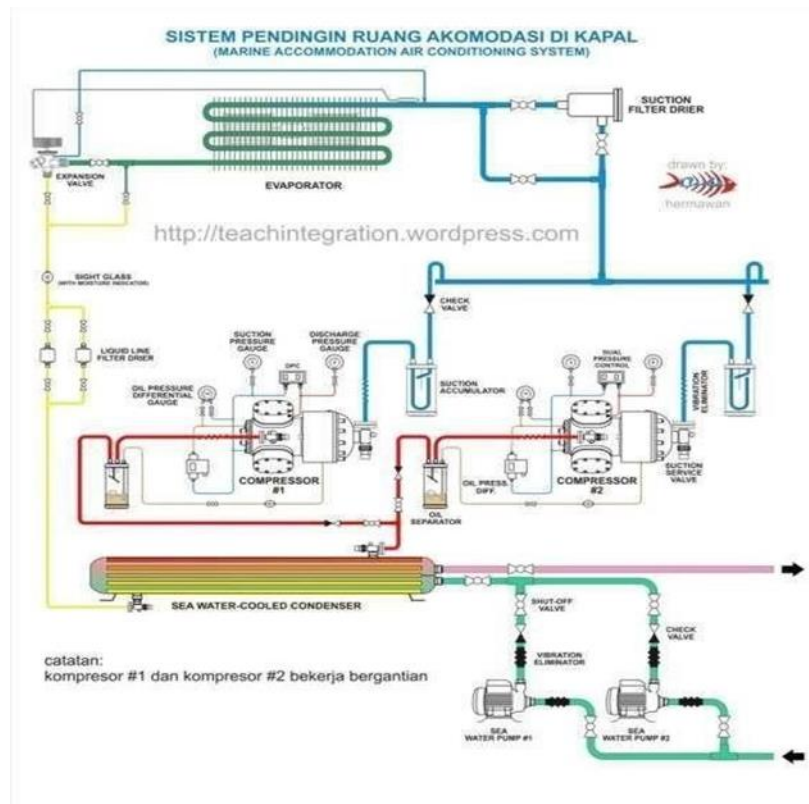 SISTEM PENDINGIN RUANG AKOMODASI DI KAPAL
(MARINE ACCOMMODATION AIR CONDITIONING SYSTEM)
SUCTION
FILTER DRIER
EXPANSION
VALVE
EVAPORATOR
drawn by:
hermawan
http://teachintegration.wordpress.com
SIGHT GLASS
(WITH MOISTURE INDICATOR)
CHECK
VALVE
LIQUID LINE
FILTER DRIER
SUCTION
PRESSURE
GAUGE
DISCHARGE
PRESSURE
GAUGE
DPC
DUAL
PRESSURE
CONTROL
OIL PRESSURE
DIFFERENTIAL
GAUGE
SUCTION
ACCUMULATOR
VIBRATION
ELIMINATOR
COMPRESSOR
#1
OIL PRESS.
DIFF.
COMPRESSOR
#2
SUCTION
SERVICE
VALVE
OIL
SEPARATOR
SEA WATER-COOLED CONDENSER
SHUT-OFF
VALVE
CHECK
VALVE
VIBRATION
ELIMINATOR
catatan:
kompresor #1 dan kompresor #2 bekerja bergantian
SEA
WATER PUMP #1
SEA
WATER PUMP #2